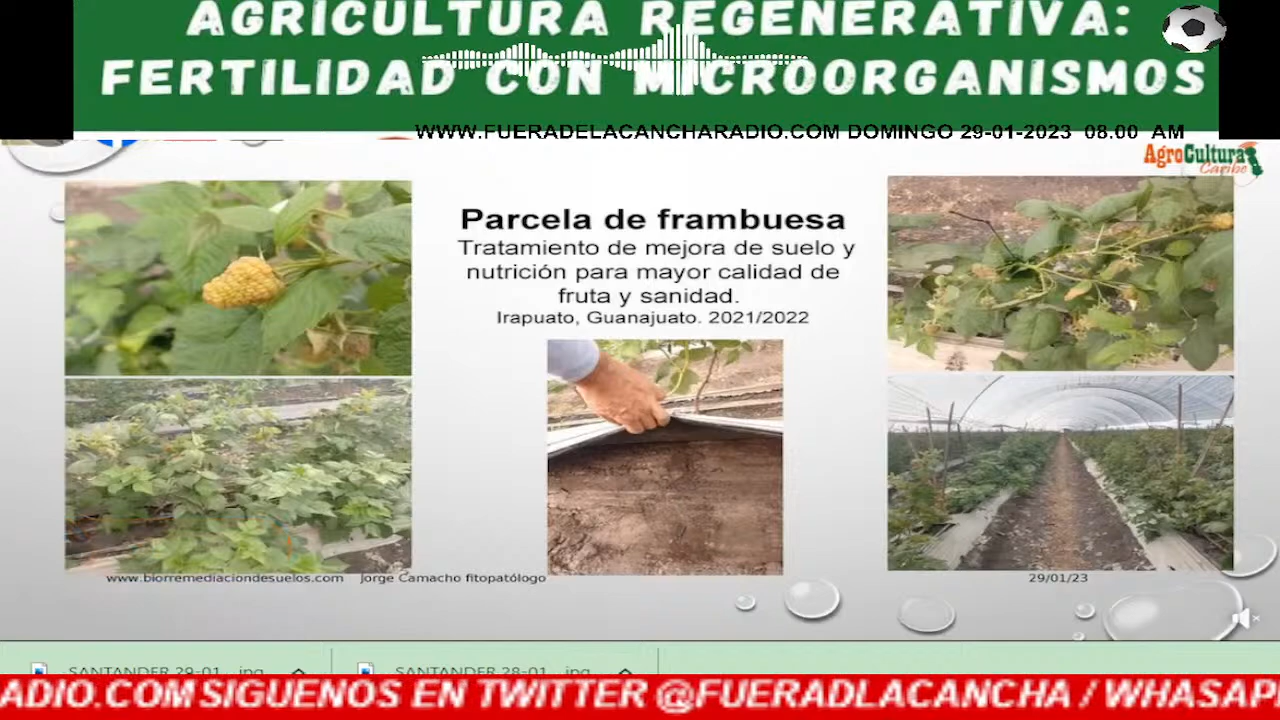 AGRICULTURA REGENERATIVA:
FERTILIDAD CON MICROORGANISMOS
WWW.FUERADELACANCHARADIO.COM DOMINGO 29-01-2023 08.00 AM
AgroCultura
Caribe
Parcela de frambuesa
Tratamiento de mejora de suelo y
nutrición para mayor calidad de
fruta y sanidad.
Irapuato, Guanajuato. 2021/2022
www.biorremediaciondesuelos.com Jorge Camacho fitopatólogo
29/01/23
SANTANDER 29-01....jpg
SANTANDER 28-01....jpg
ADIO.COM SIGUENOS EN TWITTER @FUERADLACANCHA / WHASAP